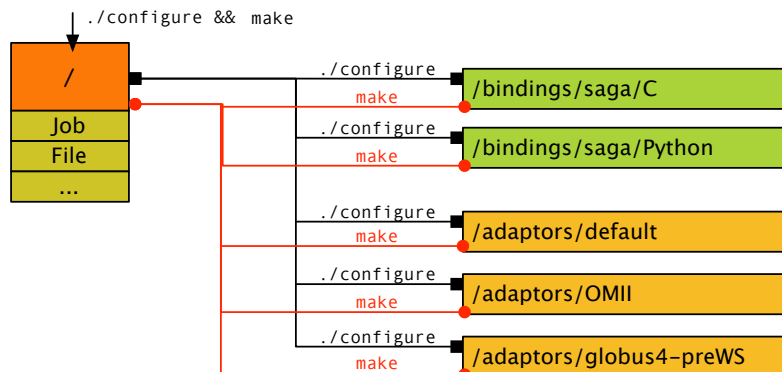 ./configure && make
/
Job
File
...
./configure
make
/bindings/saga/C
./configure
make
/bindings/saga/Python
./configure
make
/adaptors/default
./configure
make
/adaptors/OMII
./configure
make
/adaptors/globus4-preWS